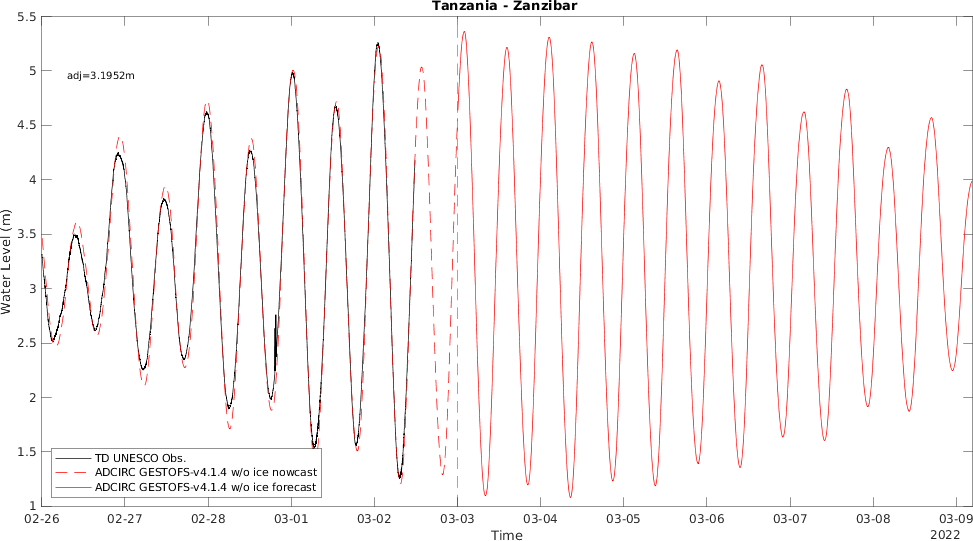 Tanzania - Zanzibar
5.5
5
4.5
4
3.5
3
2.5
2
1.5
1
Water Level (m)
adj=3.1952m
TD UNESCO Obs.
ADCIRC GESTOFS-v4.1.4 w/o ice nowcast
ADCIRC GESTOFS-v4.1.4 w/o ice forecast
02-26 02-27 02-28 03-01 03-02 03-03 03-04 03-05 03-06 03-07 03-08 03-09
2022
Time